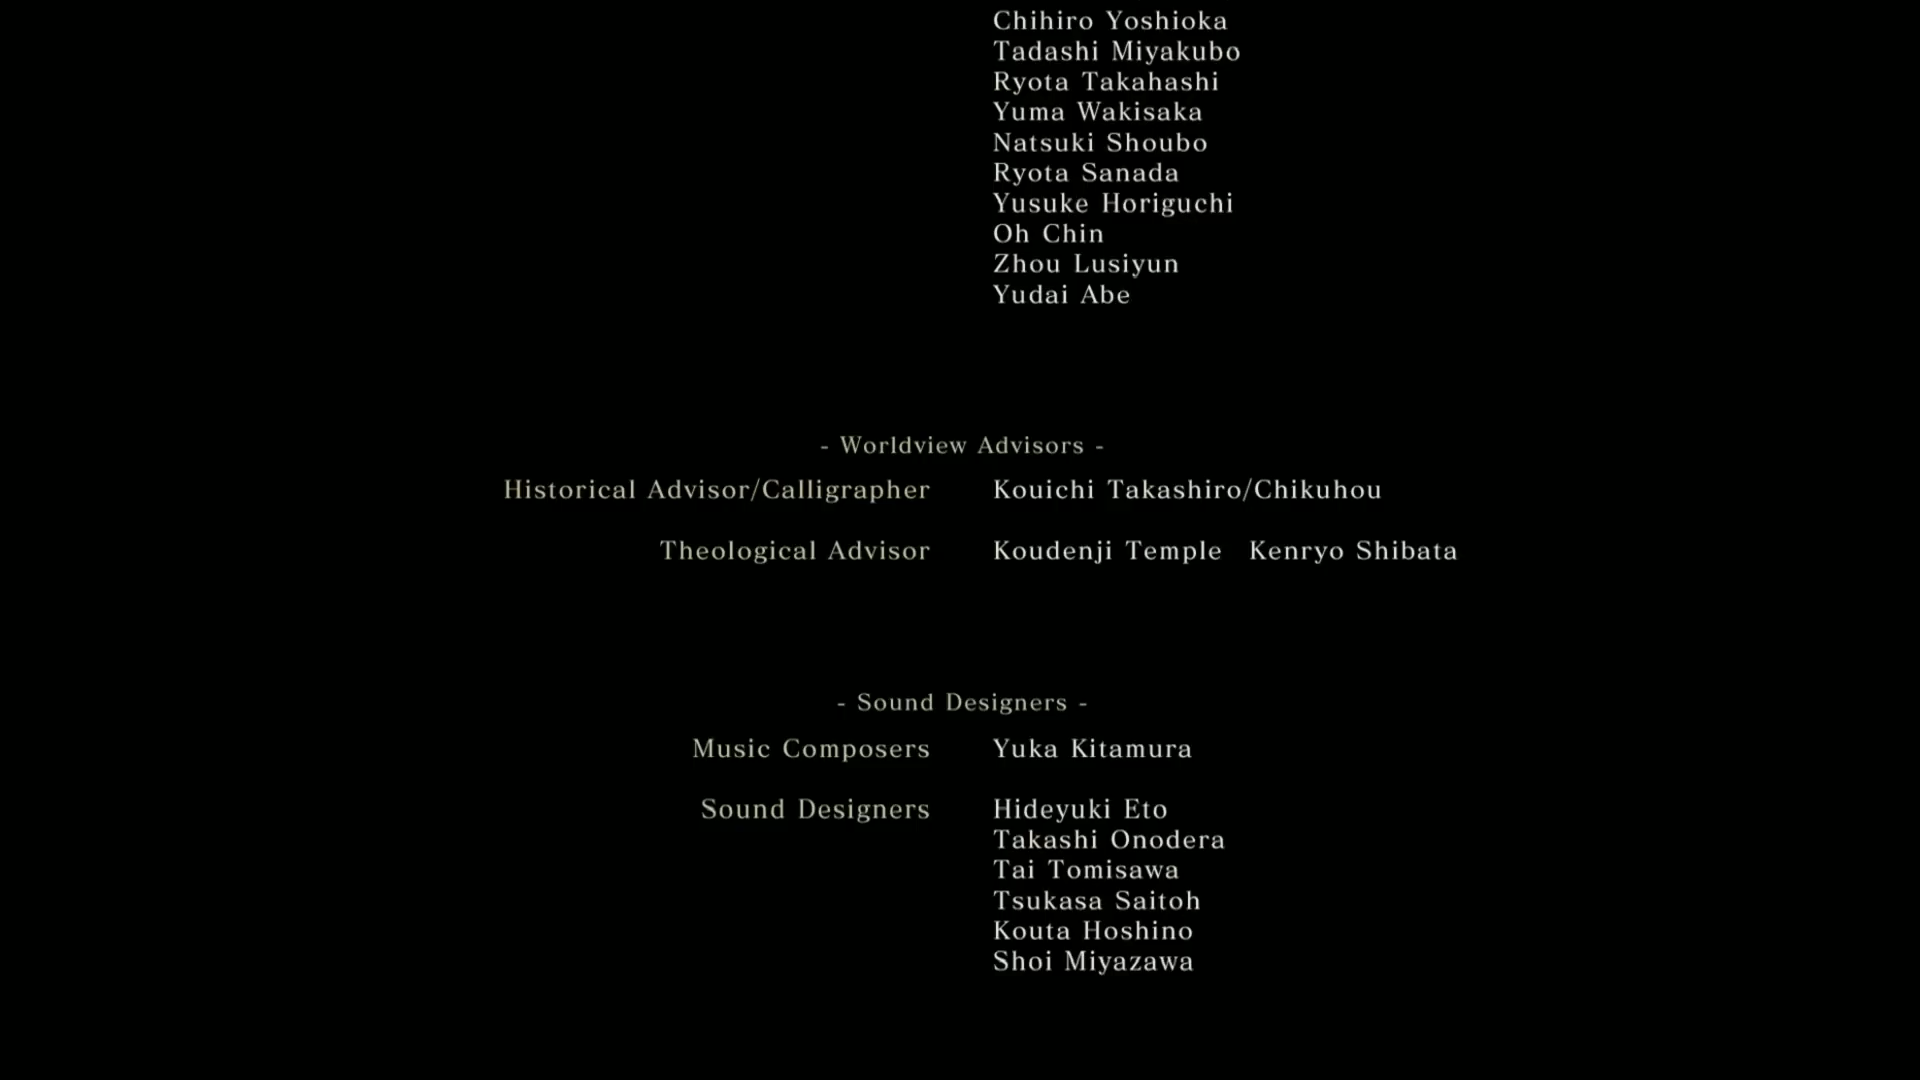 Chihiro Yoshioka
Tadashi Miyakubo
Ryota Takahashi
Yuma Wakisaka
Natsuki Shoubo
Ryota Sanada
Yusuke Horiguchi
Oh Chin
Zhou Lusiyun
Yudai Abe
- Worldview Advisors -
Historical Advisor/Calligrapher Kouichi Takashiro/Chikuhou
Theological Advisor Koudenji Temple Kenryo Shibata
- Sound Designers -
Music Composers Yuka Kitamura
Sound Designers Hideyuki Eto
Takashi Onodera
Tai Tomisawa
Tsukasa Saitoh
Kouta Hoshino
Shoi Miyazawa